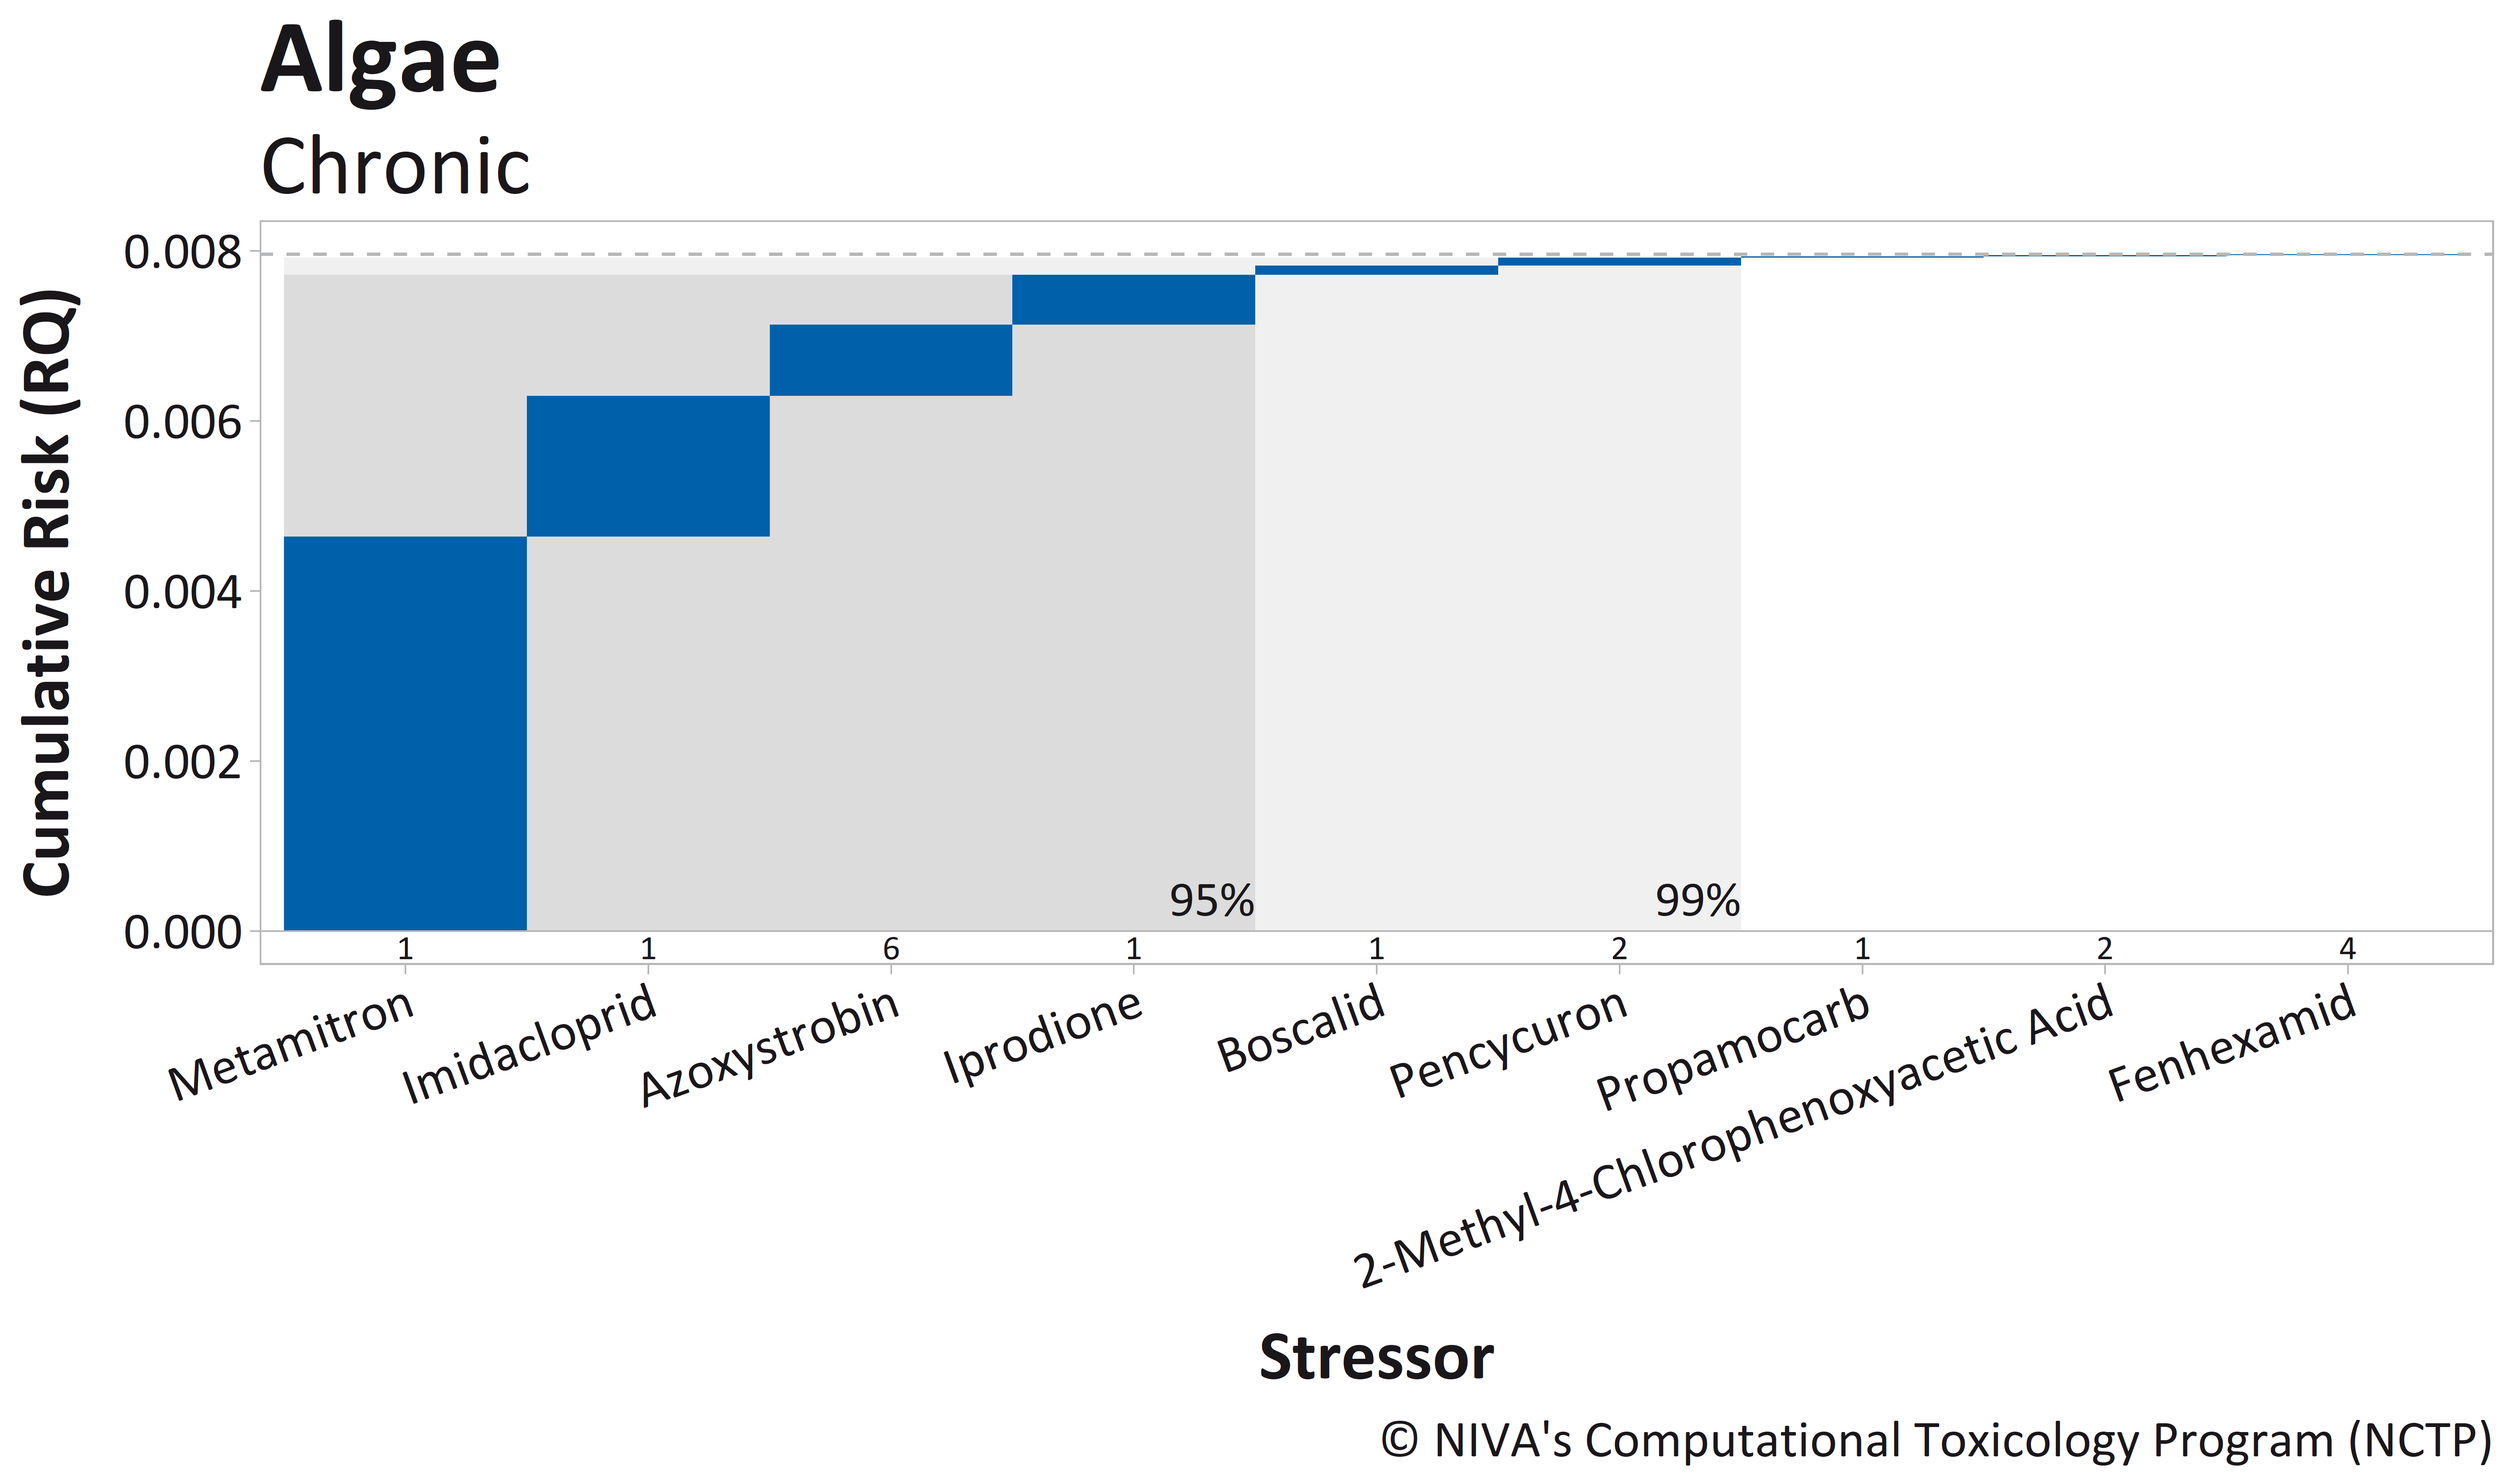 Algae
Chronic
Cumulative Risk (RQ)
0.008
0.006
0.004
0.002
0.000
95%
99%
1 1 6 1 1 2 1 2 4
Metamitron
Imidacloprid
Azoxystrobin
Iprodione
Boscalid
Pencycuron
Propamocarb
2-Methyl-4-Chlorophenoxyacetic Acid
Fenhexamid
Stressor
© NIVA's Computational Toxicology Program (NCTP)